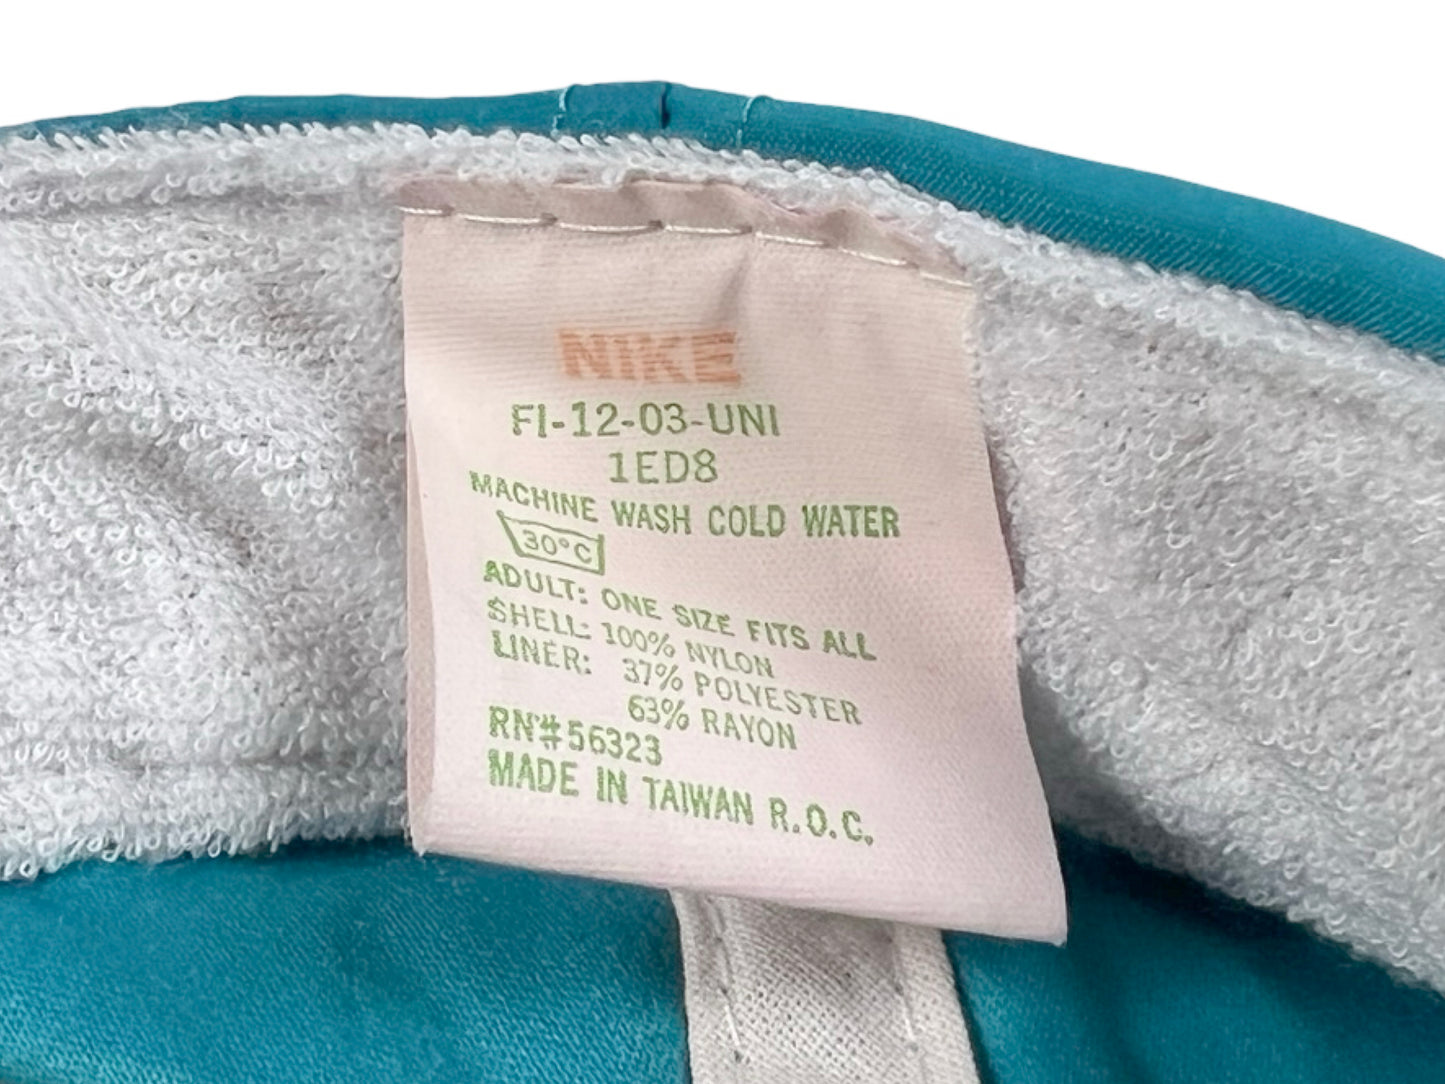 NIKE
FI-12-03-UNI
1ED8
MACHINE WASH COLD WATER
30°C
ADULT: ONE SIZE FITS ALL
SHELL: 100% NYLON
LINER: 37% POLYESTER
63% RAYON
RN#56323
MADE IN TAIWAN R.O.C.